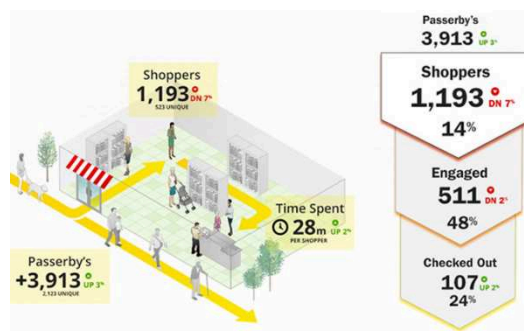 Shoppers
1,193 DN 7%
523 UNIQUE
Time Spent
28m UP 2%
PER SHOPPER
Passerby's
+3,913 UP 3%
2,123 UNIQUE
Passerby's
3,913 UP 3%
Shoppers
1,193 DN 7%
14%
Engaged
511 DN 2%
48%
Checked Out
107 UP 2%
24%